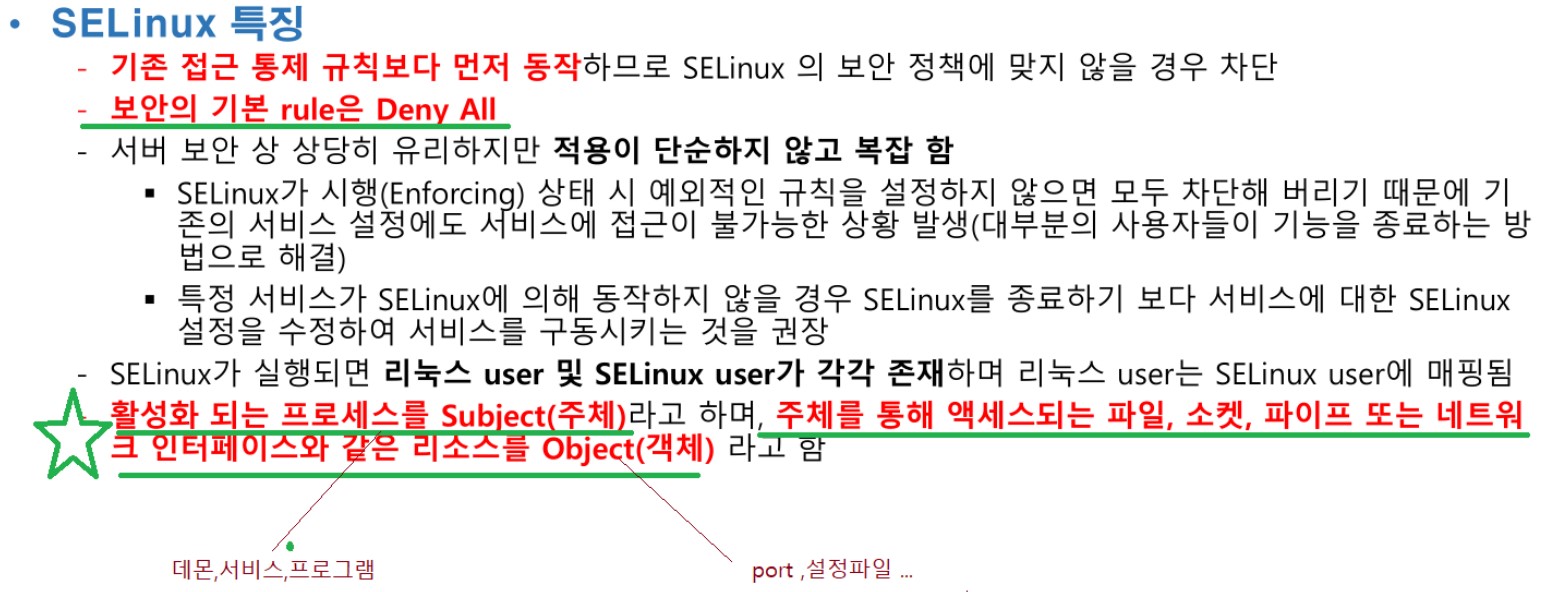 • SELinux 특징
- 기존 접근 통제 규칙보다 먼저 동작하므로 SELinux 의 보안 정책에 맞지 않을 경우 차단
- 보안의 기본 rule은 Deny All
- 서버 보안 상 상당히 유리하지만 적용이 단순하지 않고 복잡 함
▪ SELinux가 시행(Enforcing) 상태 시 예외적인 규칙을 설정하지 않으면 모두 차단해 버리기 때문에 기
존의 서비스 설정에도 서비스에 접근이 불가능한 상황 발생(대부분의 사용자들이 기능을 종료하는 방
법으로 해결)
▪ 특정 서비스가 SELinux에 의해 동작하지 않을 경우 SELinux를 종료하기 보다 서비스에 대한 SELinux
설정을 수정하여 서비스를 구동시키는 것을 권장
- SELinux가 실행되면 리눅스 user 및 SELinux user가 각각 존재하며 리눅스 user는 SELinux user에 매핑됨
- 활성화 되는 프로세스를 Subject(주체)라고 하며, 주체를 통해 액세스되는 파일, 소켓, 파이프 또는 네트워
크 인터페이스와 같은 리소스를 Object(객체) 라고 함
데몬,서비스,프로그램
port ,설정파일 ...